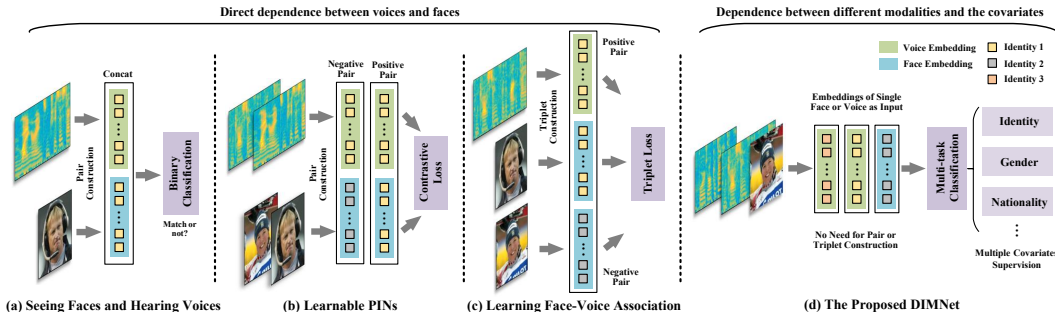 Direct dependence between voices and faces
Dependence between different modalities and the covariates
Concat
Pair
Construction
Binary
Classification
Match or
not?
(a) Seeing Faces and Hearing Voices
Negative
Pair
Positive
Pair
Pair
Construction
Contrastive
Loss
(b) Learnable PINs
Positive
Pair
Triplet
Construction
Triplet Loss
Negative
Pair
(c) Learning Face-Voice Association
Voice Embedding
Face Embedding
Identity 1
Identity 2
Identity 3
Embeddings of Single
Face or Voice as Input
No Need for Pair or
Triplet Construction
Multi-task
Classification
Identity
Gender
Nationality
Multiple Covariates
Supervision
(d) The Proposed DIMNet